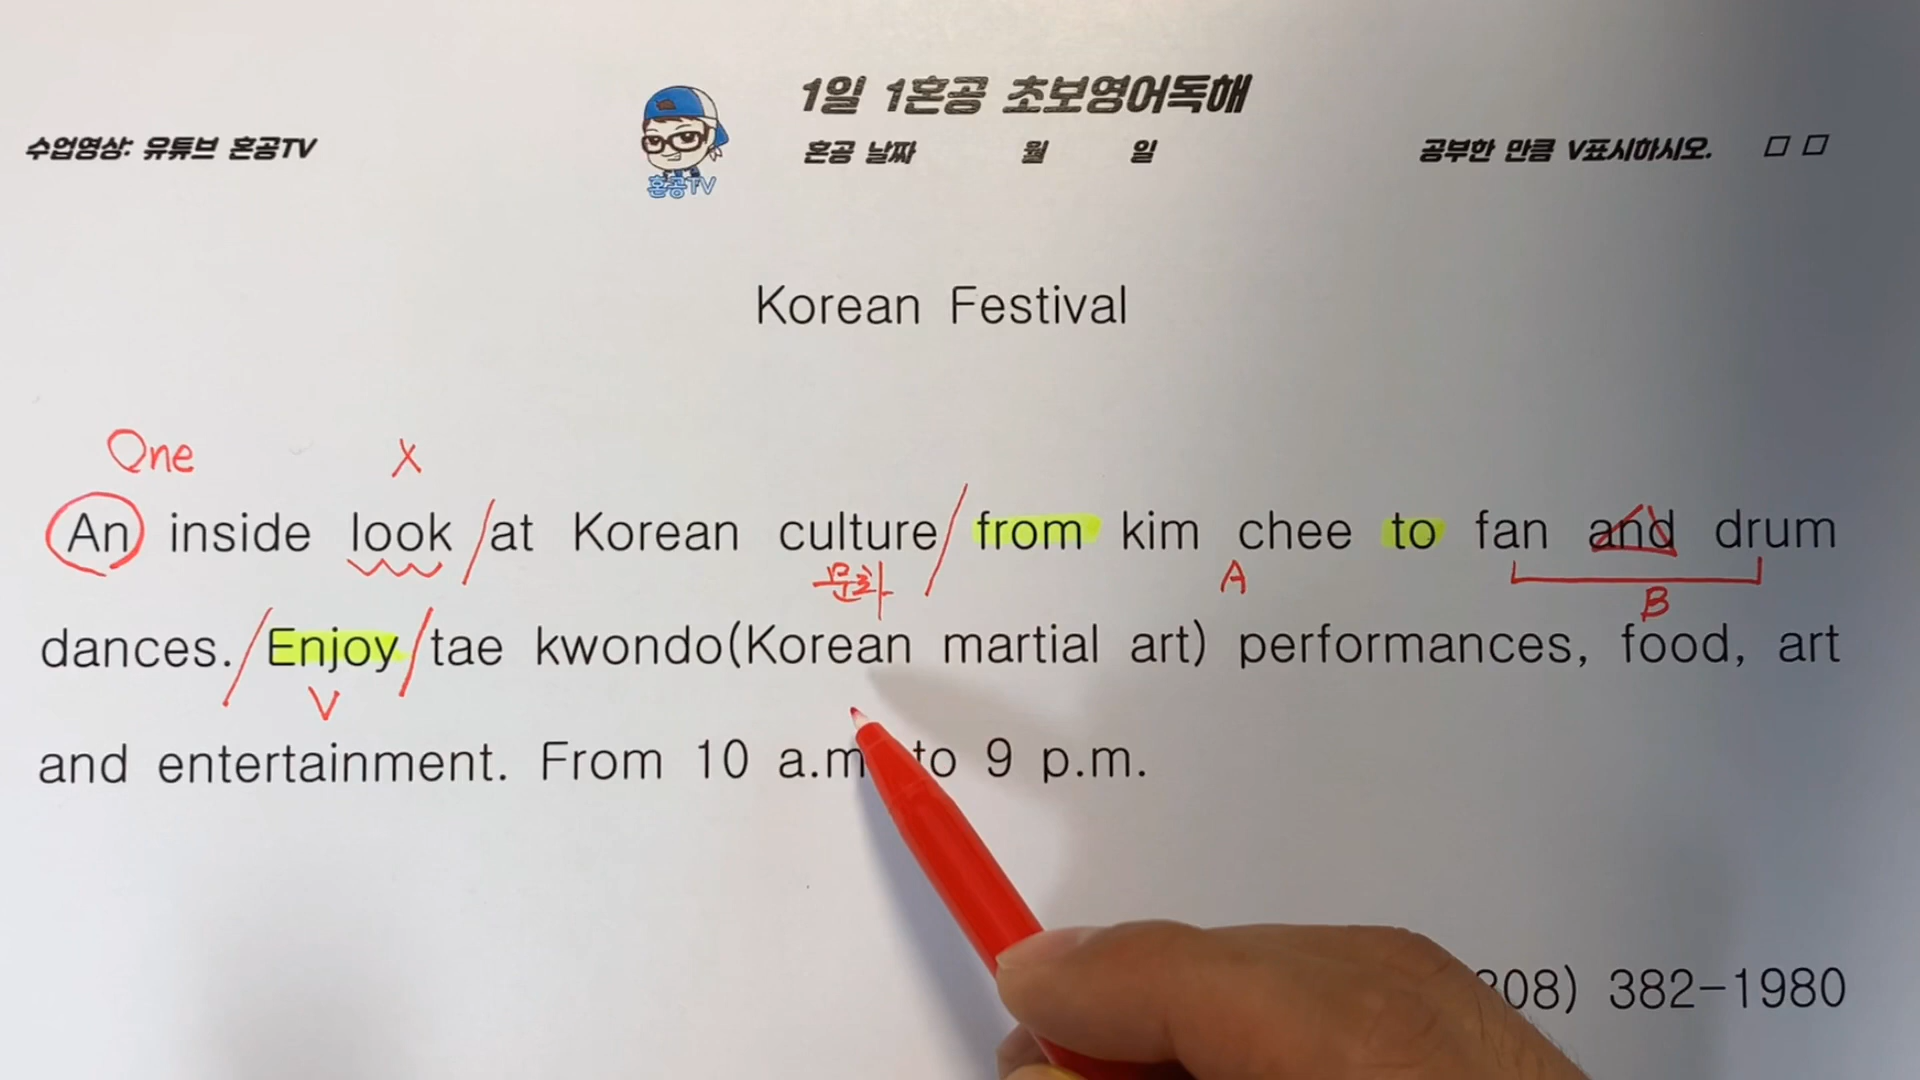 1일 1혼공 초보영어독해
수업영상: 유튜브 혼공TV
혼공TV
혼공 날짜 월 일
공부한 만큼 V표시하시오. □ □
Korean Festival
One X
An inside look / at Korean culture / from kim chee to fan and drum
문화 A B
dances. / Enjoy / tae kwondo(Korean martial art) performances, food, art
V
and entertainment. From 10 a.m to 9 p.m.
08) 382-1980